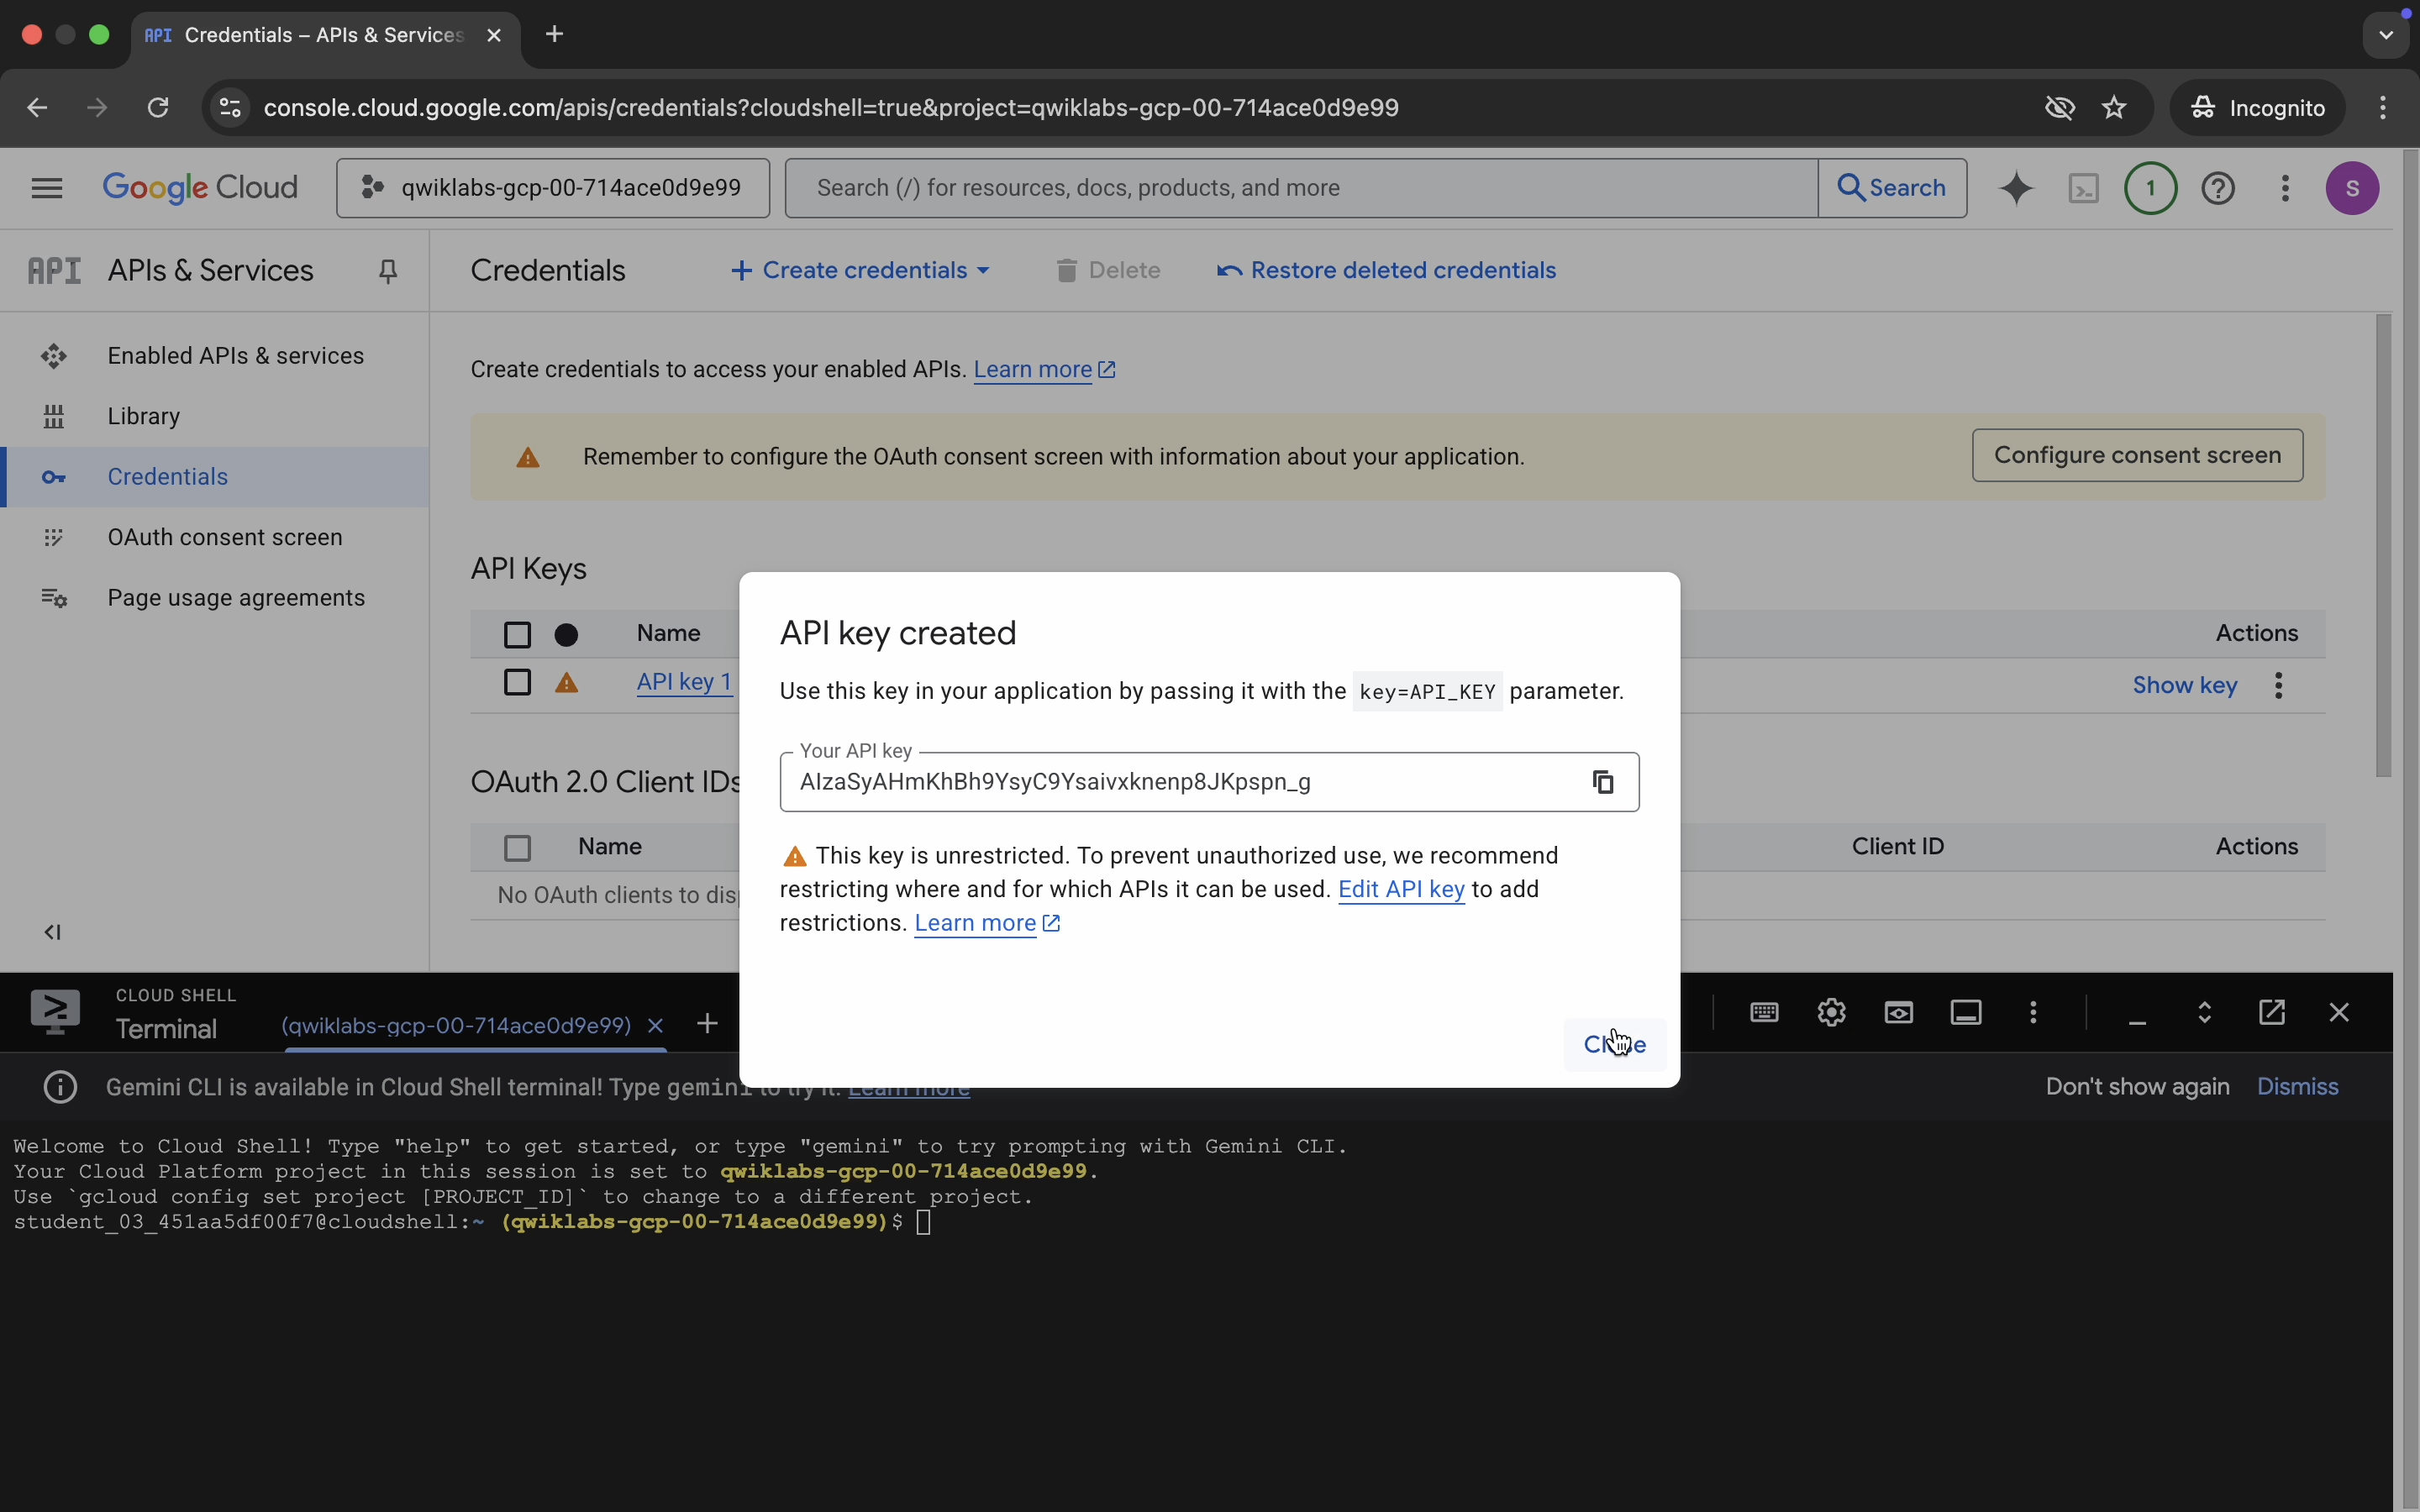 API Credentials – APIs & Services
console.cloud.google.com/apis/credentials?cloudshell=true&project=qwiklabs-gcp-00-714ace0d9e99
Incognito
Google Cloud
qwiklabs-gcp-00-714ace0d9e99
Search (/) for resources, docs, products, and more
Search
1
S
API APIs & Services
Credentials
Create credentials
Delete
Restore deleted credentials
Enabled APIs & services
Library
Credentials
OAuth consent screen
Page usage agreements
Create credentials to access your enabled APIs. Learn more
Remember to configure the OAuth consent screen with information about your application.
Configure consent screen
API Keys
Name
Actions
API key 1
Show key
OAuth 2.0 Client IDs
Name
Client ID
Actions
No OAuth clients to
API key created
Use this key in your application by passing it with the key=API_KEY parameter.
Your API key
AIzaSyAHmKhBh9YsyC9Ysaivxknenp8JKpspn_g
This key is unrestricted. To prevent unauthorized use, we recommend
restricting where and for which APIs it can be used. Edit API key to add
restrictions. Learn more
CLOUD SHELL
Terminal
(qwiklabs-gcp-00-714ace0d9e99)
Gemini CLI is available in Cloud Shell terminal! Type gemini to try it. Learn more
Don't show again
Dismiss
Welcome to Cloud Shell! Type "help" to get started, or type "gemini" to try prompting with Gemini CLI.
Your Cloud Platform project in this session is set to qwiklabs-gcp-00-714ace0d9e99.
Use `gcloud config set project [PROJECT_ID]` to change to a different project.
student_03_451aa5df00f7@cloudshell:~ (qwiklabs-gcp-00-714ace0d9e99)$